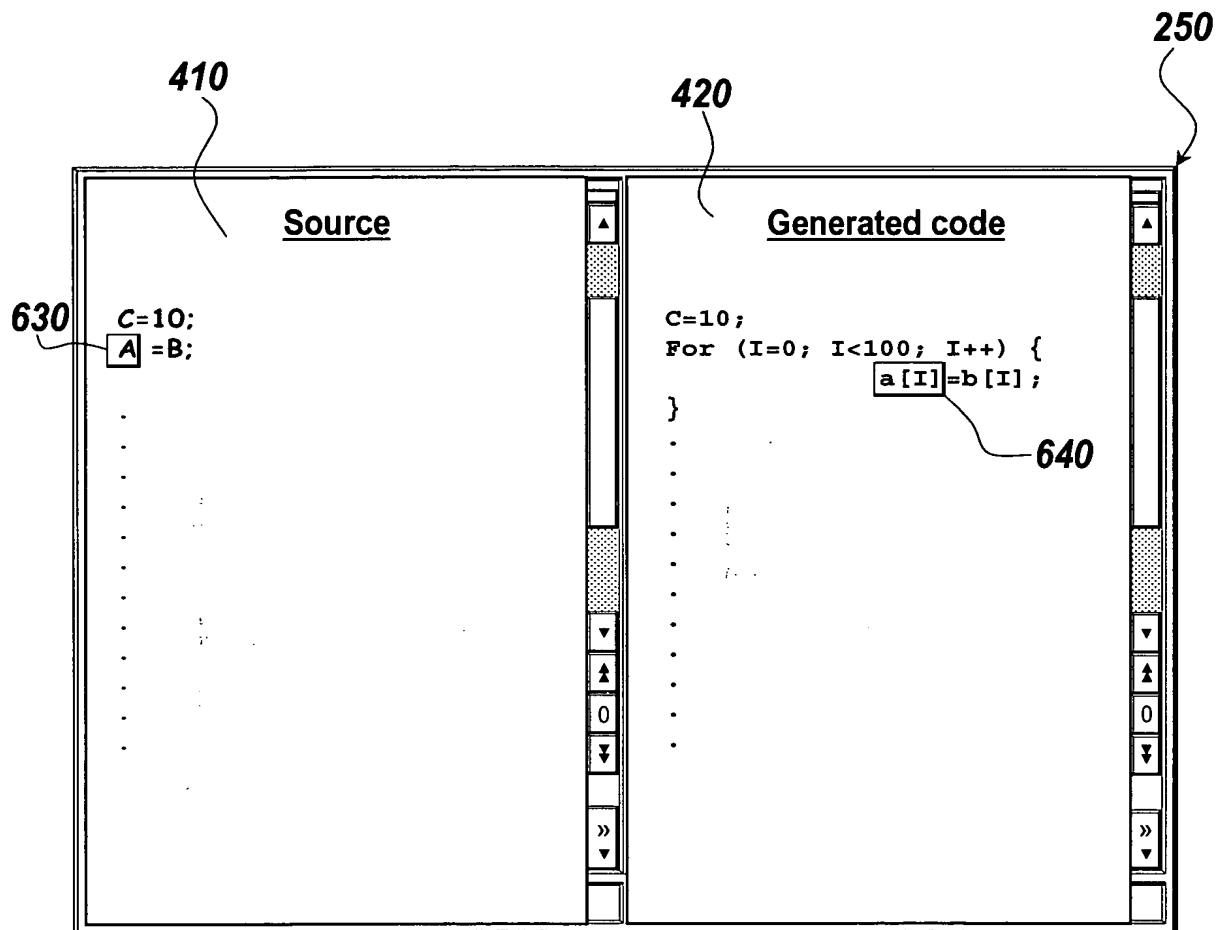 250
410
420
Source
Generated code
630
C=10;
A =B;
C=10;
For (I=0; I<100; I++) {
a[I]=b[I];
}
640
0
0
»
»